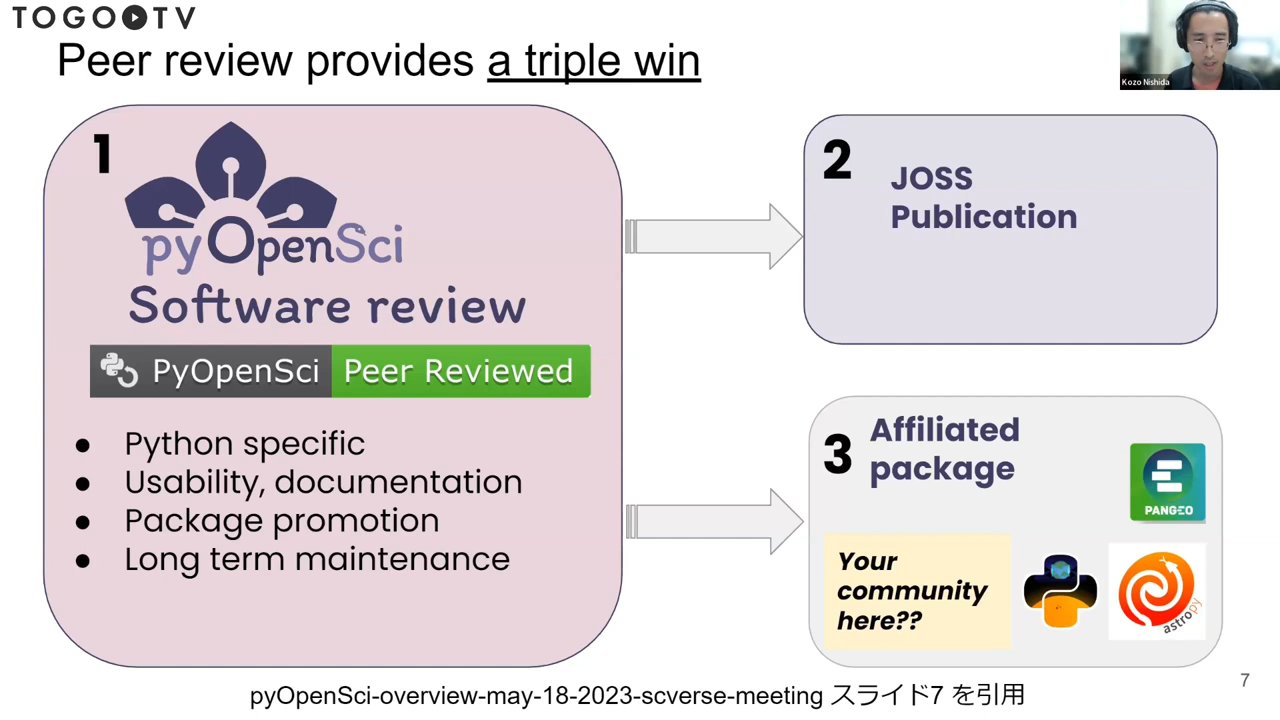 TOGO TV
Peer review provides a triple win
Kozo Nishida
1
pyOpenSci
Software review
PyOpenSci Peer Reviewed
● Python specific
● Usability, documentation
● Package promotion
● Long term maintenance
2
JOSS
Publication
3
Affiliated
package
PANGEO
Your
community
here??
astropy
pyOpenSci-overview-may-18-2023-scverse-meeting スライド7 を引用
7